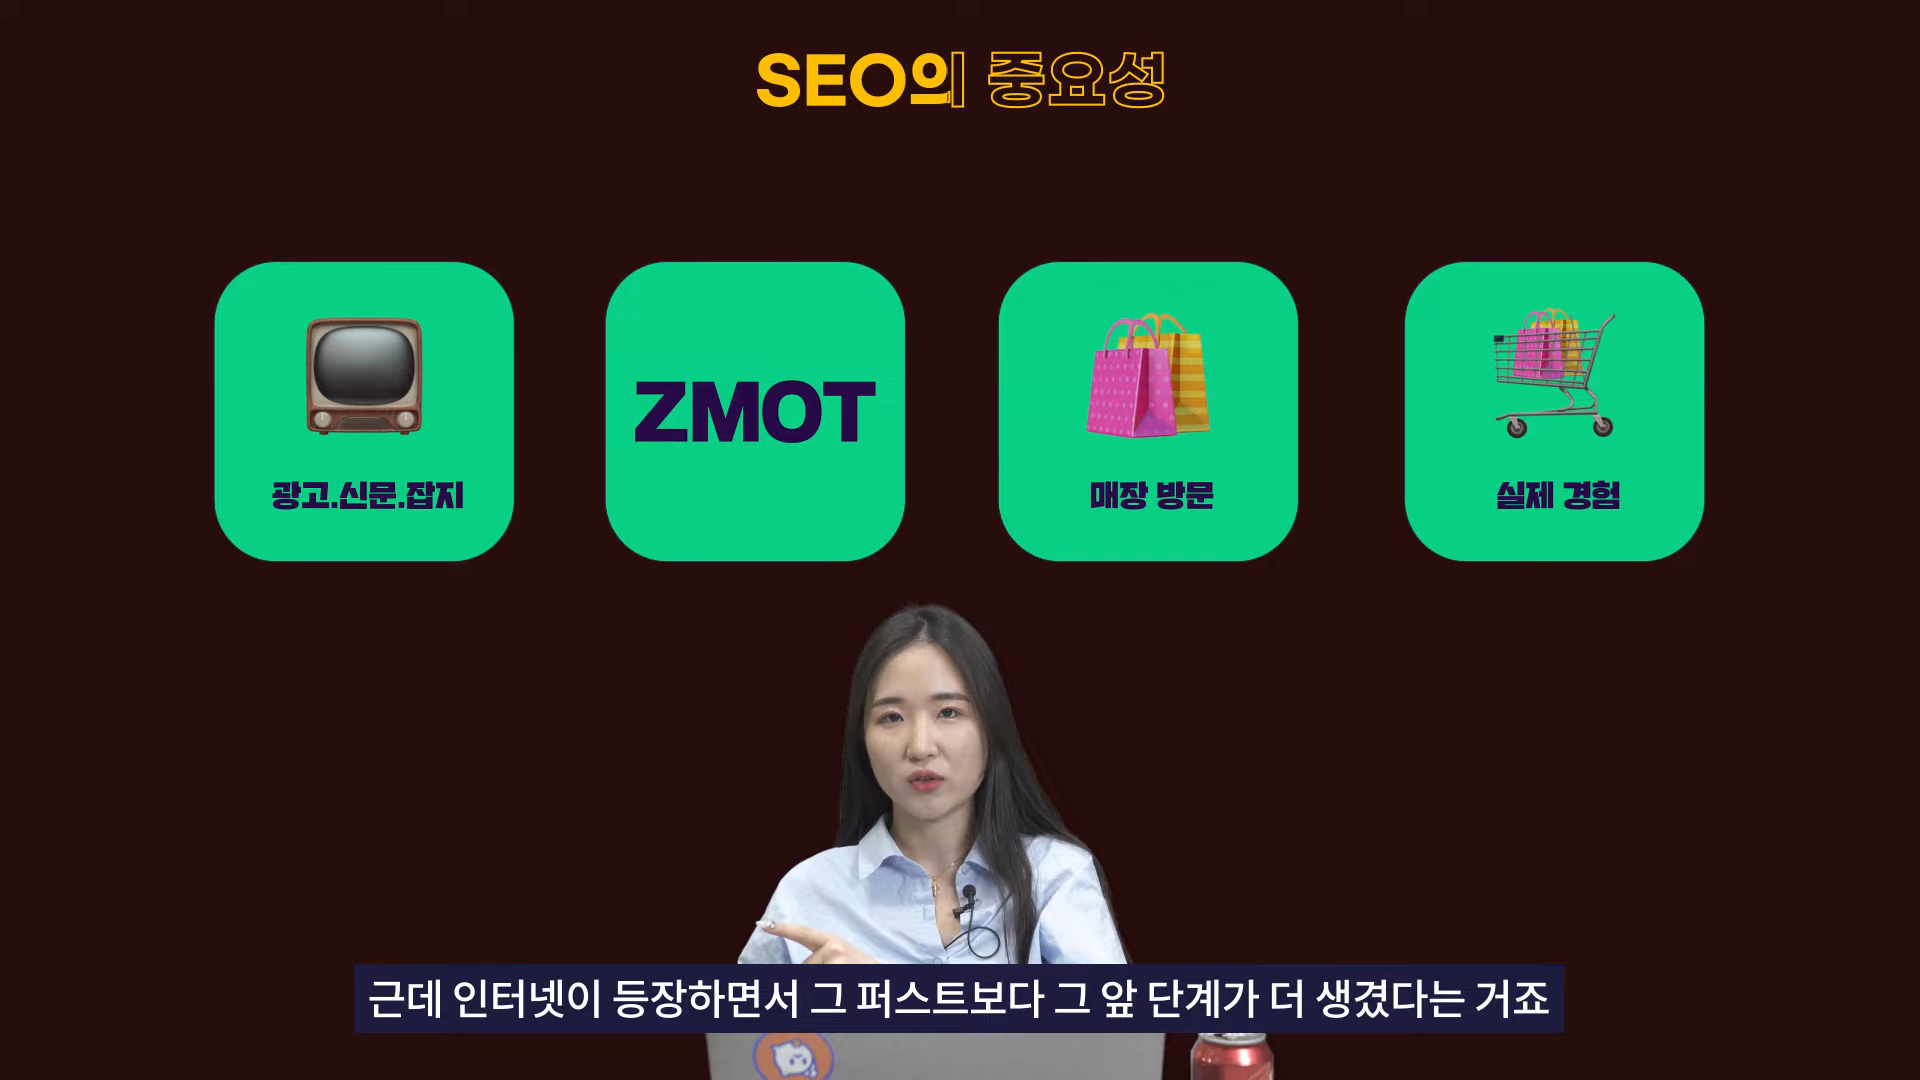 SEO의 중요성
광고.신문.잡지
ZMOT
매장 방문
실제 경험
근데 인터넷이 등장하면서 그 퍼스트보다 그 앞 단계가 더 생겼다는 거죠